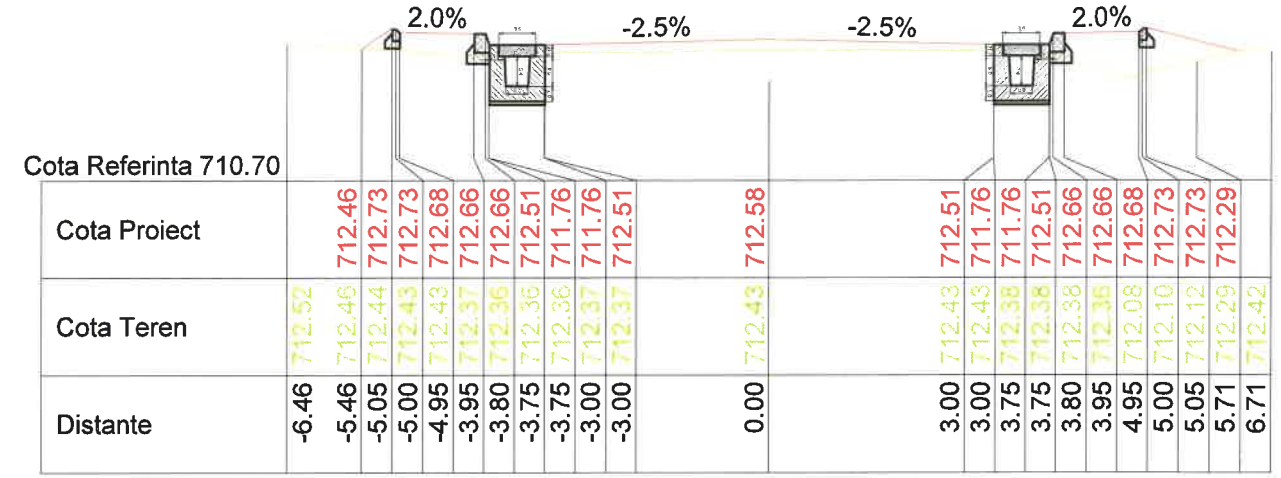 2.0% -2.5% -2.5% 2.0%
Cota Referinta 710.70
Cota Proiect 712.46 712.73 712.73 712.68 712.66 712.66 712.51 711.76 711.76 712.51 712.58 712.51 711.76 711.76 712.51 712.66 712.66 712.68 712.73 712.73 712.29
Cota Teren 712.52 712.46 712.44 712.43 712.43 712.37 712.36 712.36 712.36 712.37 712.37 712.43 712.43 712.43 712.38 712.38 712.38 712.36 712.08 712.10 712.12 712.29 712.42
Distante -6.46 -5.46 -5.05 -5.00 -4.95 -3.95 -3.80 -3.75 -3.75 -3.00 -3.00 0.00 3.00 3.00 3.75 3.75 3.80 3.95 4.95 5.00 5.05 5.71 6.71